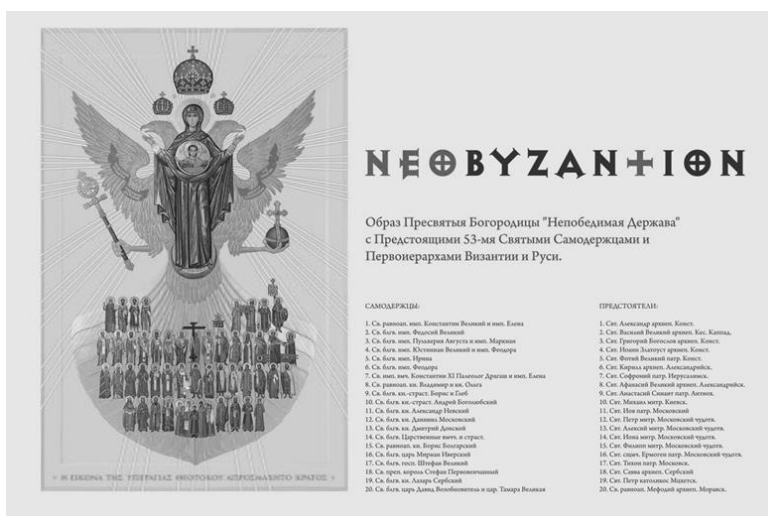 NEOBYZANTION
Образ Пресвятыя Богородицы "Непобедимая Держава"
с Предстоящими 53-мя Святыми Самодержцами и
Первоиерархами Византии и Руси.
САМОДЕРЖЦЫ:
1. Св. равноап. имп. Константин Великий и имп. Елена
2. Св. блгв. имп. Феодосий Великий
3. Св. блгв. имп. Пульхерия Августа и имп. Маркиан
4. Св. блгв. имп. Юстиниан Великий и имп. Феодора
5. Св. блгв. имп. Ирина
6. Св. блгв. имп. Феодора
7. Св. имп. мч. Константин XI Палеолог Драгаш и имп. Елена
8. Св. равноап. кн. Владимир и кн. Ольга
9. Св. блгв. кн.-страст. Борис и Глеб
10. Св. блгв. кн.-страст. Андрей Боголюбский
11. Св. блгв. кн. Александр Невский
12. Св. блгв. кн. Даниил Московский
13. Св. блгв. кн. Дмитрий Донской
14. Св. блгв. Царственные мчч. и страст.
15. Св. равноап. кн. Борис Болгарский
16. Св. блгв. царь Мириан Иверский
17. Св. блгв. госп. Штефан Великий
18. Св. преп. король Стефан Первовенчанный
19. Св. блгв. кн. Лазарь Сербский
20. Св. блгв. царь Давид Возобновитель и цар. Тамара Великая
ПРЕДСТОЯТЕЛИ:
1. Свт. Александр архиеп. Конст.
2. Свт. Василий Великий архиеп. Кес. Каппад.
3. Свт. Григорий Богослов архиеп. Конст.
4. Свт. Иоанн Златоуст архиеп. Конст.
5. Свт. Фотий Великий патр. Конст.
6. Свт. Кирилл архиеп. Александрийск.
7. Свт. Софроний патр. Иерусалимск.
8. Свт. Афанасий Великий архиеп. Александрийск.
9. Свт. Анастасий Синаит патр. Антиох.
10. Свт. Михаил митр. Киевск.
11. Свт. Иов патр. Московский
12. Свт. Петр митр. Московский чудотв.
13. Свт. Алексий митр. Московский чудотв.
14. Свт. Иона митр. Московский чудотв.
15. Свт. Филипп митр. Московский чудотв.
16. Свт. сщмч. Ермоген патр. Московский чудотв.
17. Свт. Тихон патр. Московск.
18. Свт. Савва архиеп. Сербский
19. Свт. Петр католикос Мцхетск.
20. Св. равноап. Мефодий архиеп. Моравск.
Η ΕΙΚΟΝΑ ΤΗΣ ΥΠΕΡΑΓΙΑΣ ΘΕΟΤΟΚΟΥ ΑΠΡΟΣΜΑΧΗΤΟ ΚΡΑΤΟΣ